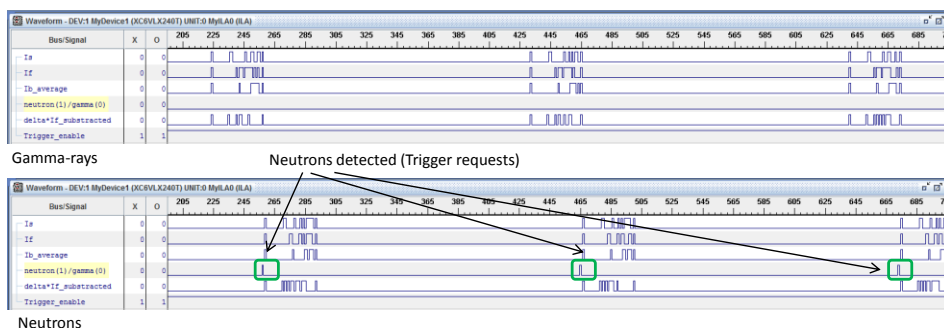 Waveform - DEV:1 MyDevice1 (XC6VLX240T) UNIT:0 MyILA0 (ILA)
Bus/Signal X O 205 225 245 265 285 305 325 345 365 385 405 425 445 465 485 505 525 545 565 585 605 625 645 665 685
Is 0 0
If 0 0
Ib_average 0 0
neutron(1)/gamma(0) 0 0
delta*If_substracted 0 0
Trigger_enable 1 1
Gamma-rays
Neutrons detected (Trigger requests)
Waveform - DEV:1 MyDevice1 (XC6VLX240T) UNIT:0 MyILA0 (ILA)
Bus/Signal X O 205 225 245 265 285 305 325 345 365 385 405 425 445 465 485 505 525 545 565 585 605 625 645 665 685
Is 0 0
If 0 0
Ib_average 0 0
neutron(1)/gamma(0) 0 0
delta*If_substracted 0 0
Trigger_enable 1 1
Neutrons